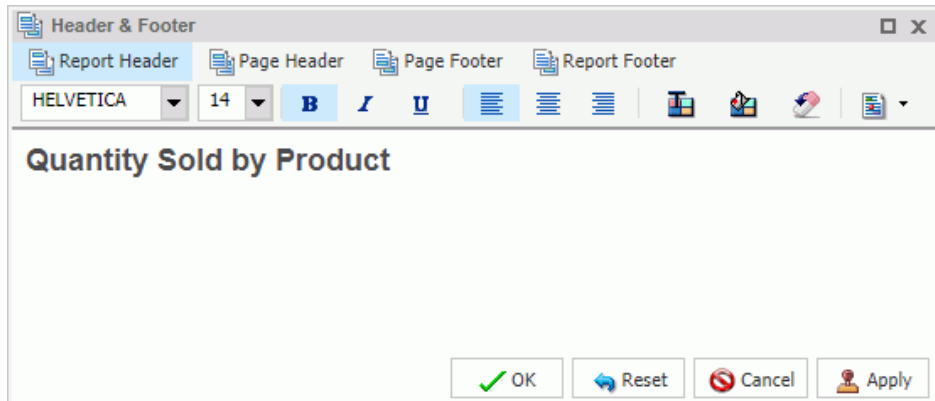 Header & Footer
Report Header Page Header Page Footer Report Footer
HELVETICA 14 B I U
Quantity Sold by Product
OK Reset Cancel Apply